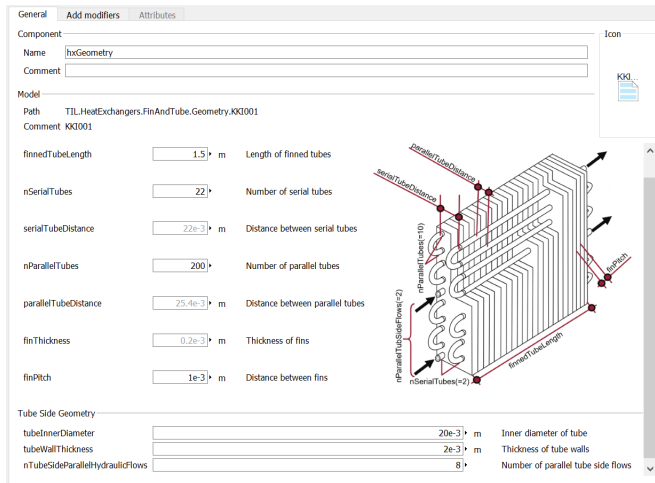 General Add modifiers Attributes
Component
Icon
Name hxGeometry
Comment
KKI...
Model
Path TIL.HeatExchangers.FinAndTube.Geometry.KKI001
Comment KKI001
finnedTubeLength 1.5 m Length of finned tubes
nSerialTubes 22 Number of serial tubes
serialTubeDistance 22e-3 m Distance between serial tubes
nParallelTubes 200 Number of parallel tubes
parallelTubeDistance 25.4e-3 m Distance between parallel tubes
finThickness 0.2e-3 m Thickness of fins
finPitch 1e-3 m Distance between fins
parallelTubeDistance
serialTubeDistance
nParallelTubes(=10)
finPitch
nParallelTubSideFlows(=2)
finnedTubeLength
nSerialTubes(=2)
Tube Side Geometry
tubeInnerDiameter 20e-3 m Inner diameter of tube
tubeWallThickness 2e-3 m Thickness of tube walls
nTubeSideParallelHydraulicFlows 8 Number of parallel tube side flows